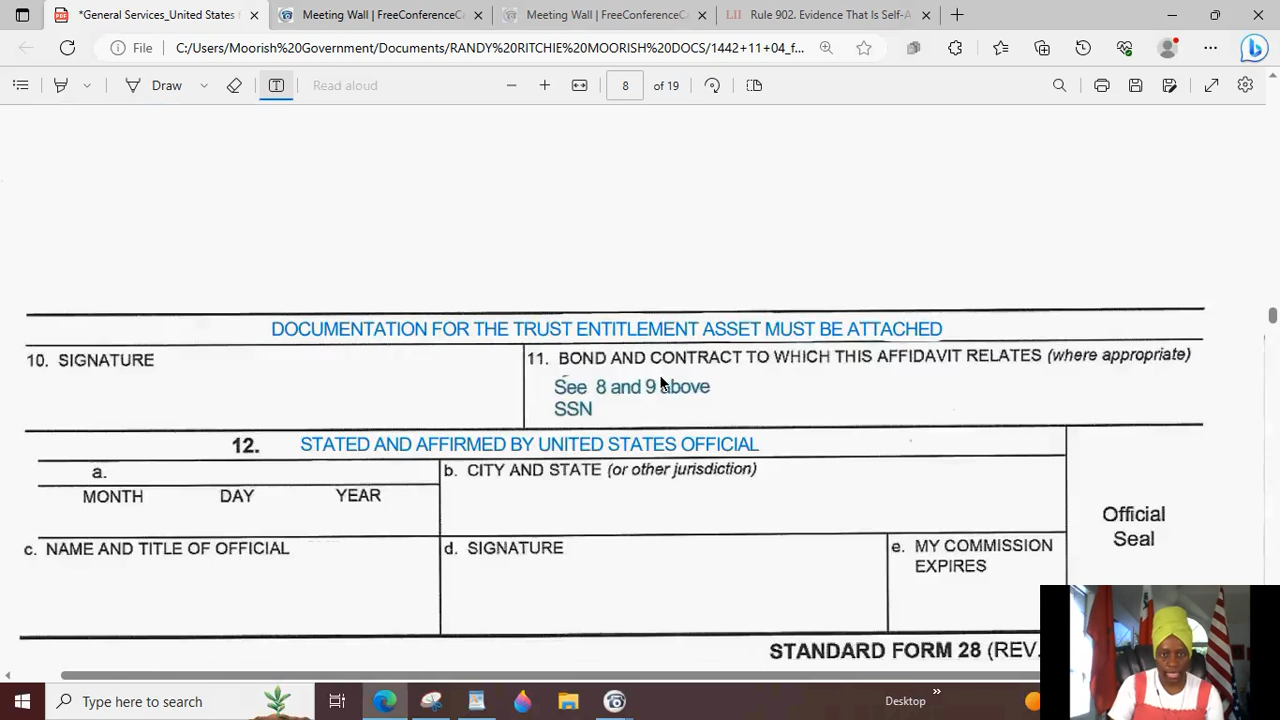 *General Services_United States f
Meeting Wall | FreeConferenceCa
Meeting Wall | FreeConferenceCa
LII Rule 902. Evidence That Is Self-A
File C:/Users/Moorish%20Government/Documents/RANDY%20RITCHIE%20MOORISH%20DOCS/1442+11+04_f...
Draw Read aloud 8 of 19
DOCUMENTATION FOR THE TRUST ENTITLEMENT ASSET MUST BE ATTACHED
10. SIGNATURE
11. BOND AND CONTRACT TO WHICH THIS AFFIDAVIT RELATES (where appropriate)
See 8 and 9 above
SSN
12. STATED AND AFFIRMED BY UNITED STATES OFFICIAL
a.
MONTH DAY YEAR
b. CITY AND STATE (or other jurisdiction)
Official
Seal
c. NAME AND TITLE OF OFFICIAL
d. SIGNATURE
e. MY COMMISSION
EXPIRES
STANDARD FORM 28 (REV.
Type here to search
Desktop